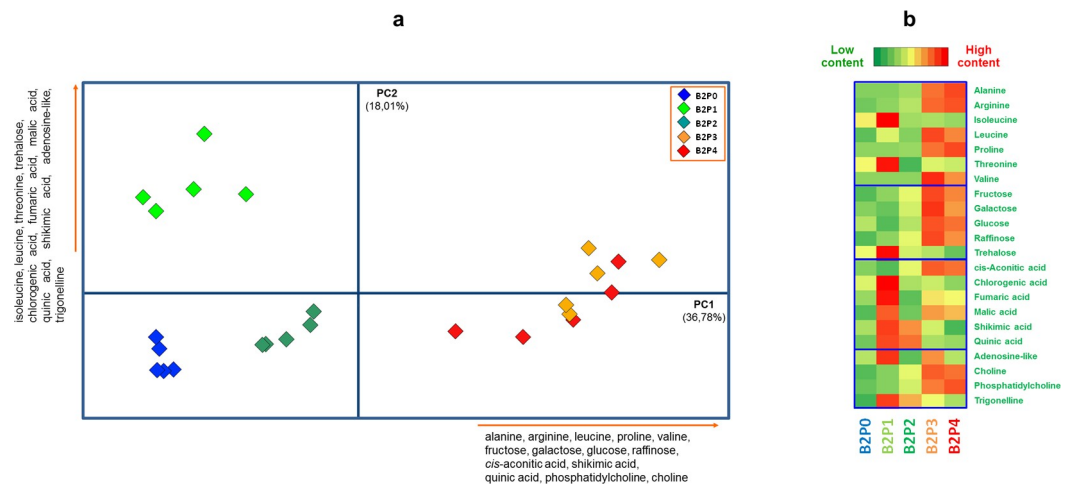 a
b
Low content
High content
PC2
(18,01%)
B2P0
B2P1
B2P2
B2P3
B2P4
isoleucine, leucine, threonine, trehalose,
chlorogenic acid, fumaric acid, malic acid,
quinic acid, shikimic acid, adenosine-like,
trigonelline
PC1
(36,78%)
alanine, arginine, leucine, proline, valine,
fructose, galactose, glucose, raffinose,
cis-aconitic acid, shikimic acid,
quinic acid, phosphatidylcholine, choline
Alanine
Arginine
Isoleucine
Leucine
Proline
Threonine
Valine
Fructose
Galactose
Glucose
Raffinose
Trehalose
cis-Aconitic acid
Chlorogenic acid
Fumaric acid
Malic acid
Shikimic acid
Quinic acid
Adenosine-like
Choline
Phosphatidylcholine
Trigonelline
B2P0
B2P1
B2P2
B2P3
B2P4